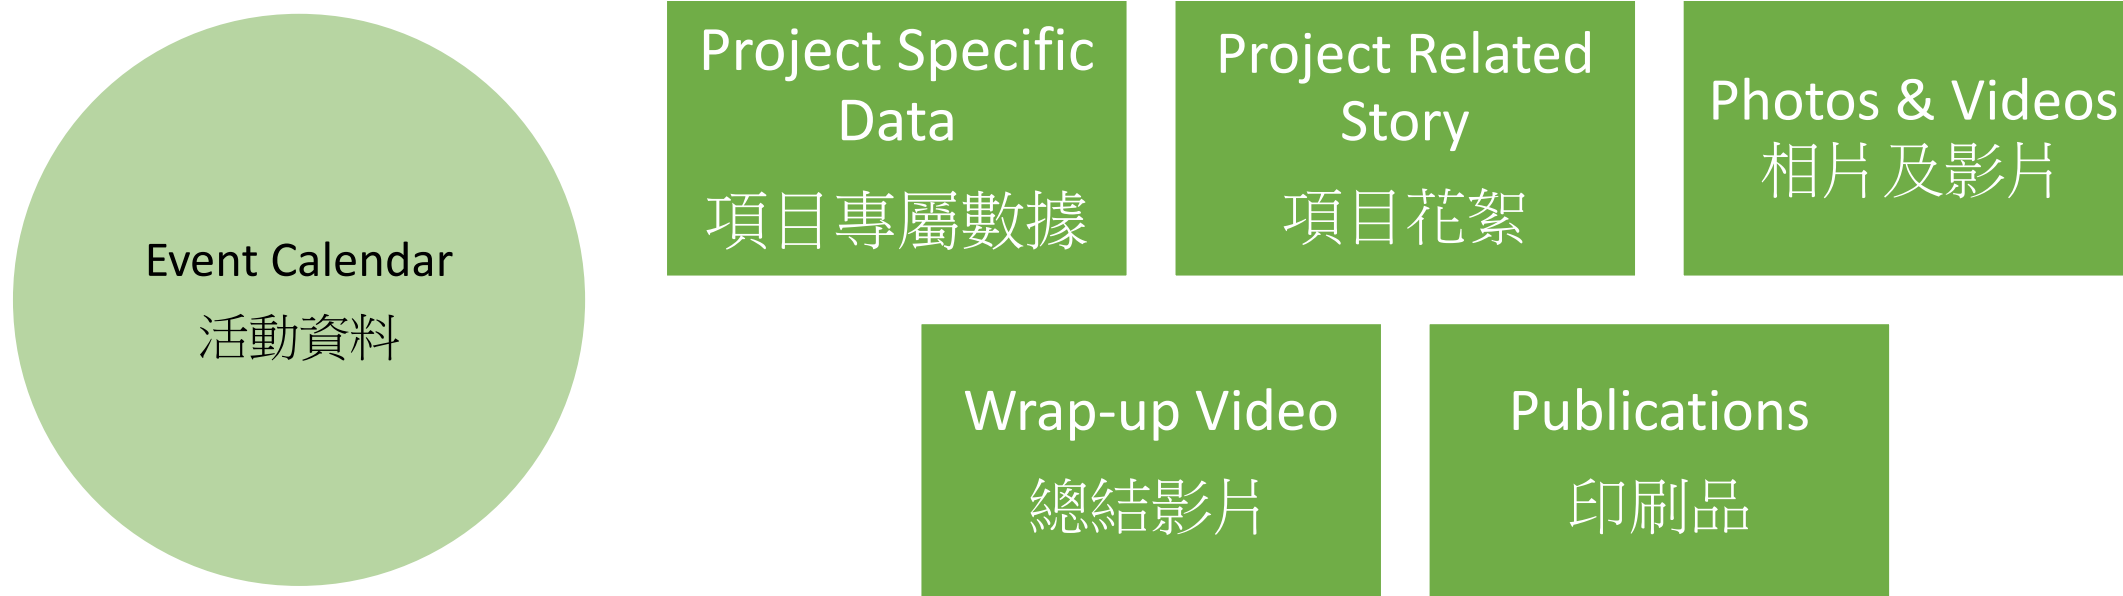 Event Calendar
活動資料
Project Specific
Data
項目專屬數據
Project Related
Story
項目花絮
Photos & Videos
相片及影片
Wrap-up Video
總結影片
Publications
印刷品